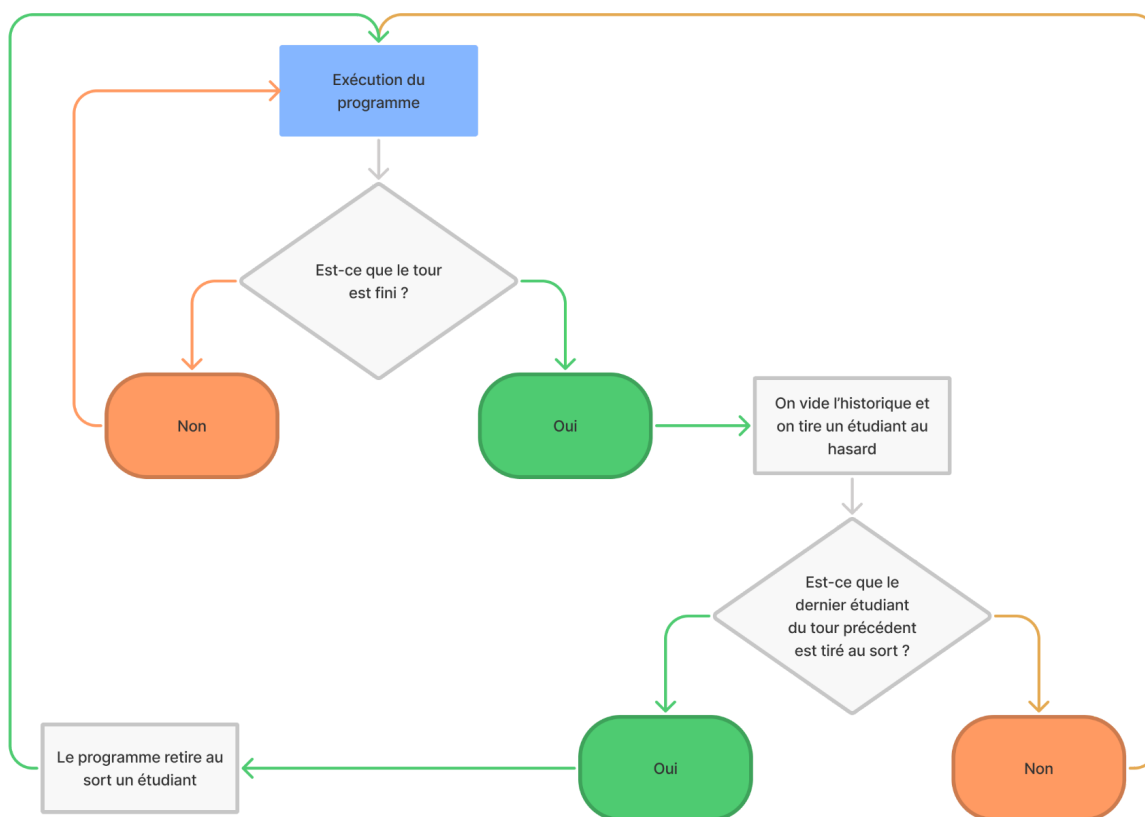 Exécution du
programme
Est-ce que le tour
est fini ?
Non
Oui
On vide l’historique et
on tire un étudiant au
hasard
Est-ce que le
dernier étudiant
du tour précédent
est tiré au sort ?
Le programme retire au
sort un étudiant
Oui
Non